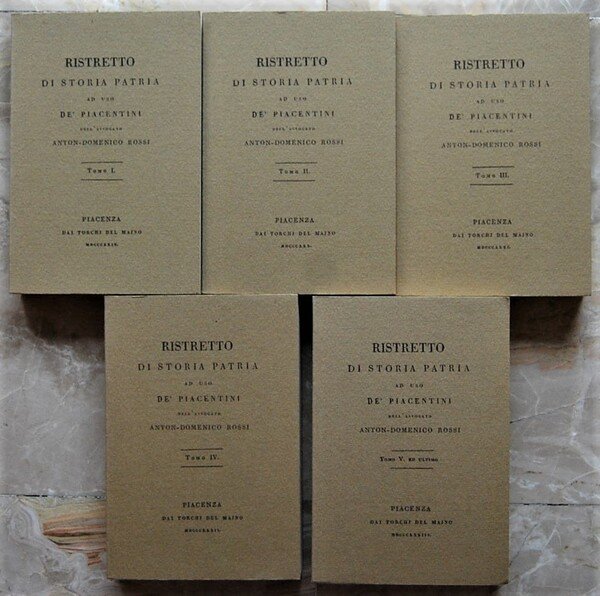 RISTRETTO
DI STORIA PATRIA
AD USO
DE' PIACENTINI
DELL'AVVOCATO
ANTON-DOMENICO ROSSI
TOMO I.
PIACENZA
DAI TORCHI DEL MAINO
MDCCCXXIX.
RISTRETTO
DI STORIA PATRIA
AD USO
DE' PIACENTINI
DELL'AVVOCATO
ANTON-DOMENICO ROSSI
TOMO II.
PIACENZA
DAI TORCHI DEL MAINO
MDCCCXXX.
RISTRETTO
DI STORIA PATRIA
AD USO
DE' PIACENTINI
DELL'AVVOCATO
ANTON-DOMENICO ROSSI
TOMO III.
PIACENZA
DAI TORCHI DEL MAINO
MDCCCXXXI.
RISTRETTO
DI STORIA PATRIA
AD USO
DE' PIACENTINI
DELL'AVVOCATO
ANTON-DOMENICO ROSSI
TOMO IV.
PIACENZA
DAI TORCHI DEL MAINO
MDCCCXXXII.
RISTRETTO
DI STORIA PATRIA
AD USO
DE' PIACENTINI
DELL'AVVOCATO
ANTON-DOMENICO ROSSI
TOMO V. ED ULTIMO
PIACENZA
DAI TORCHI DEL MAINO
MDCCCXXXIII.